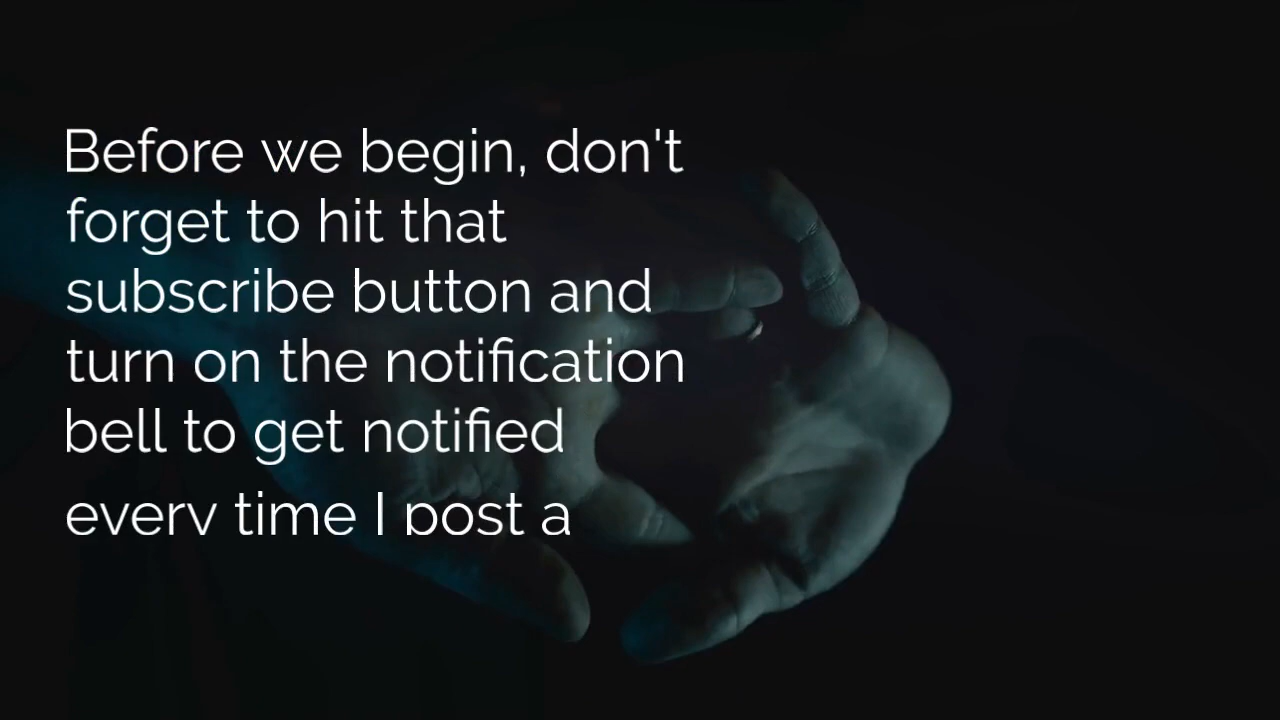 Before we begin, don't
forget to hit that
subscribe button and
turn on the notification
bell to get notified
every time I post a